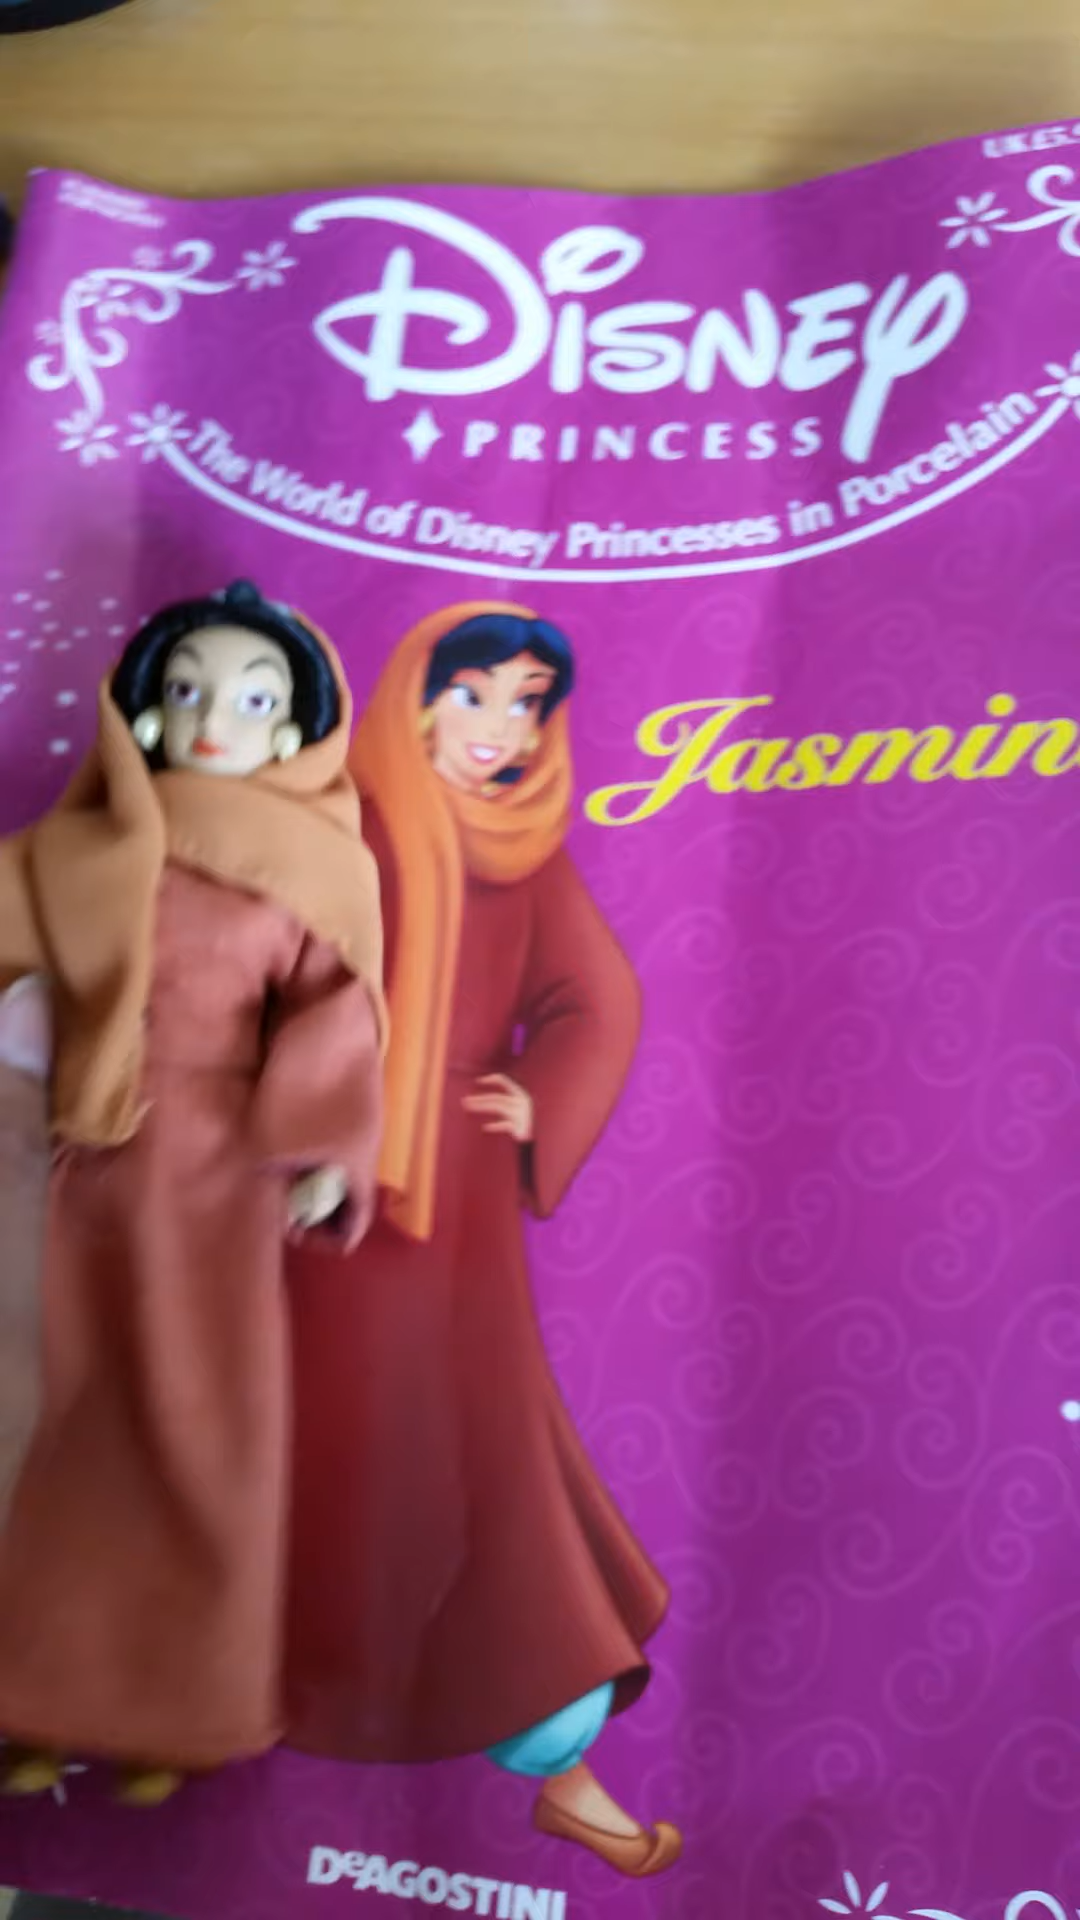 Disney
PRINCESS
The World of Disney Princesses in Porcelain
Jasmin
DeAGOSTINI